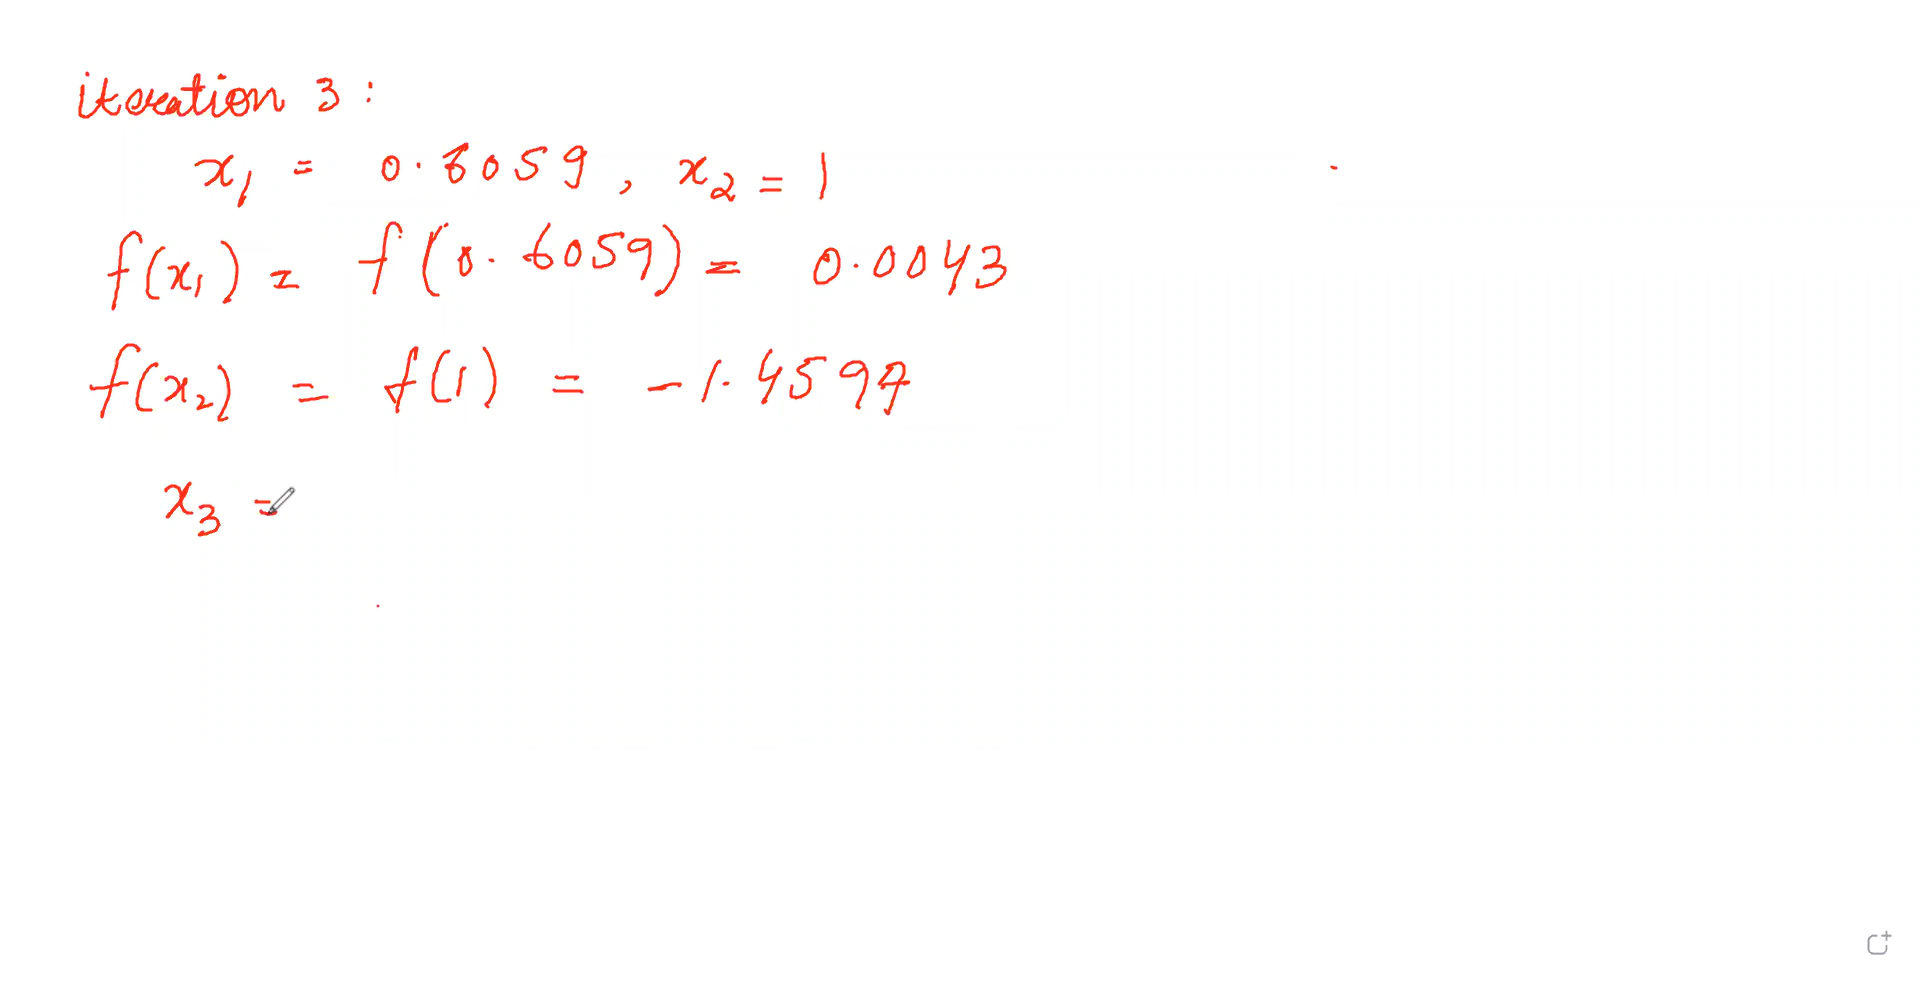 iteration 3 :
x₁ = 0.6059 , x₂ = 1
f(x₁) = f(0.6059) = 0.0043
f(x₂) = f(1) = -1.4597
x₃ =